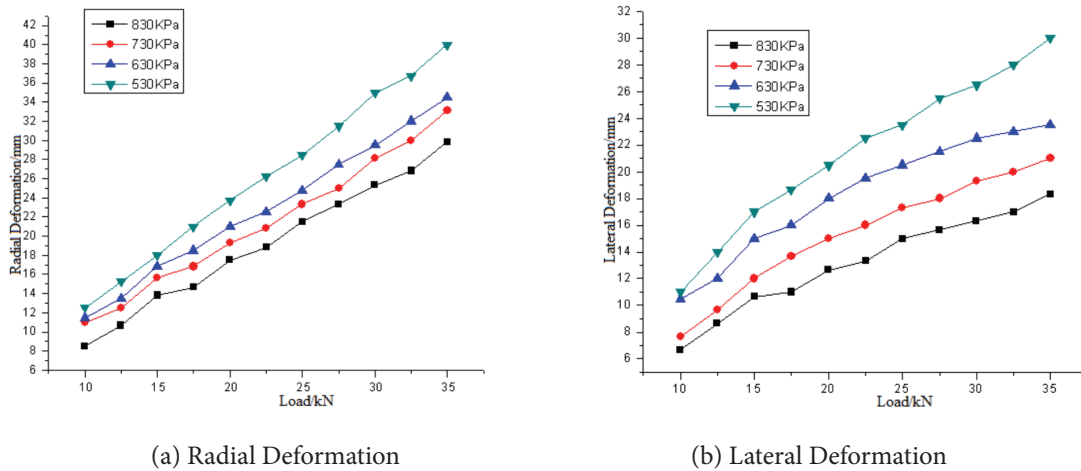 42
40
38
36
34
32
30
28
26
24
22
20
18
16
14
12
10
8
6
Radial Deformation/mm
830KPa
730KPa
630KPa
530KPa
10 15 20 25 30 35
Load/kN
(a) Radial Deformation
32
30
28
26
24
22
20
18
16
14
12
10
8
6
Lateral Deformation/mm
830KPa
730KPa
630KPa
530KPa
10 15 20 25 30 35
Load/kN
(b) Lateral Deformation